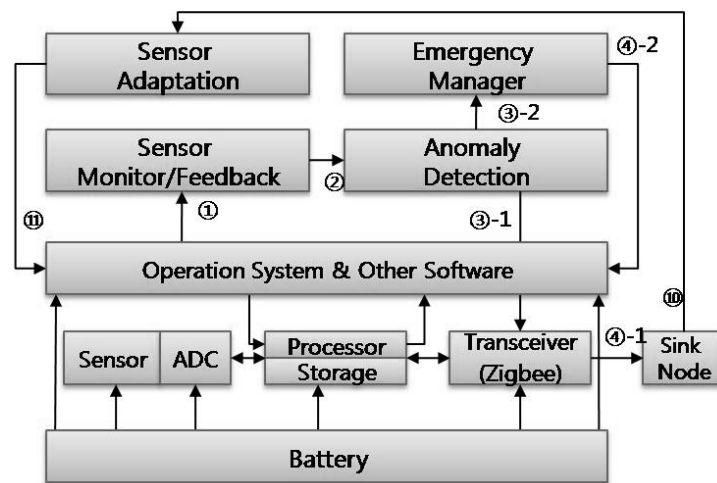 Sensor
Adaptation
Emergency
Manager
④-2
③-2
Sensor
Monitor/Feedback
②
Anomaly
Detection
①
③-1
⑪
Operation System & Other Software
⑩
Sensor
ADC
Processor
Storage
Transceiver
(Zigbee)
④-1
Sink
Node
Battery